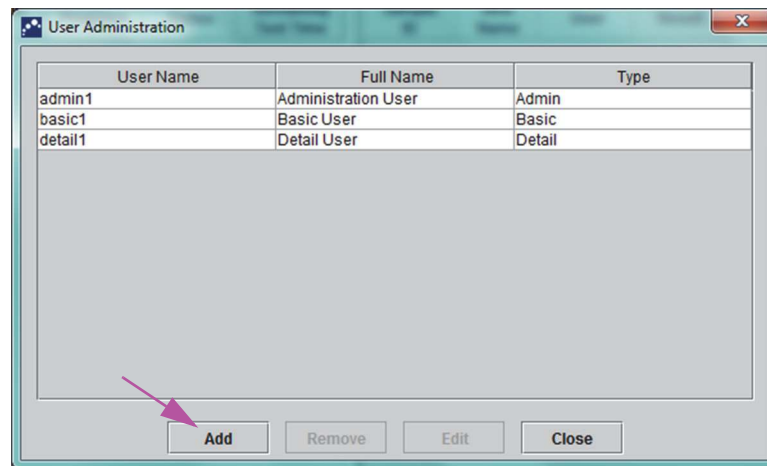 User Administration
User Name Full Name Type
admin1 Administration User Admin
basic1 Basic User Basic
detail1 Detail User Detail
Add Remove Edit Close